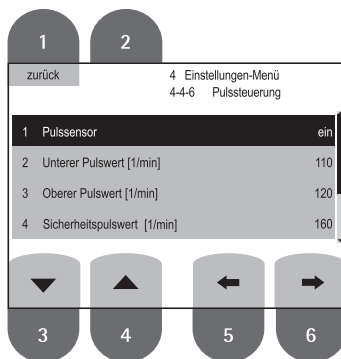 1 2
zurück 4 Einstellungen-Menü
4-4-6 Pulssteuerung
1 Pulssensor ein
2 Unterer Pulswert [1/min] 110
3 Oberer Pulswert [1/min] 120
4 Sicherheitspulswert [1/min] 160
3 4 5 6